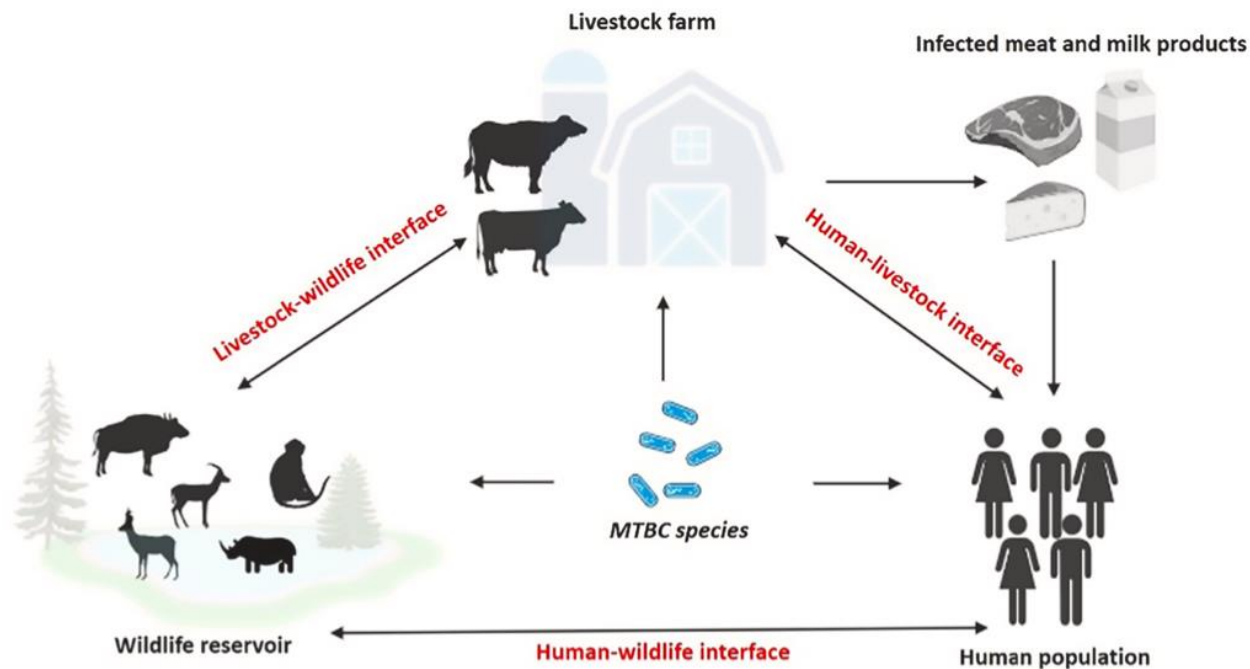 Livestock farm
Infected meat and milk products
Livestock-wildlife interface
Human-livestock interface
MTBC species
Wildlife reservoir
Human-wildlife interface
Human population